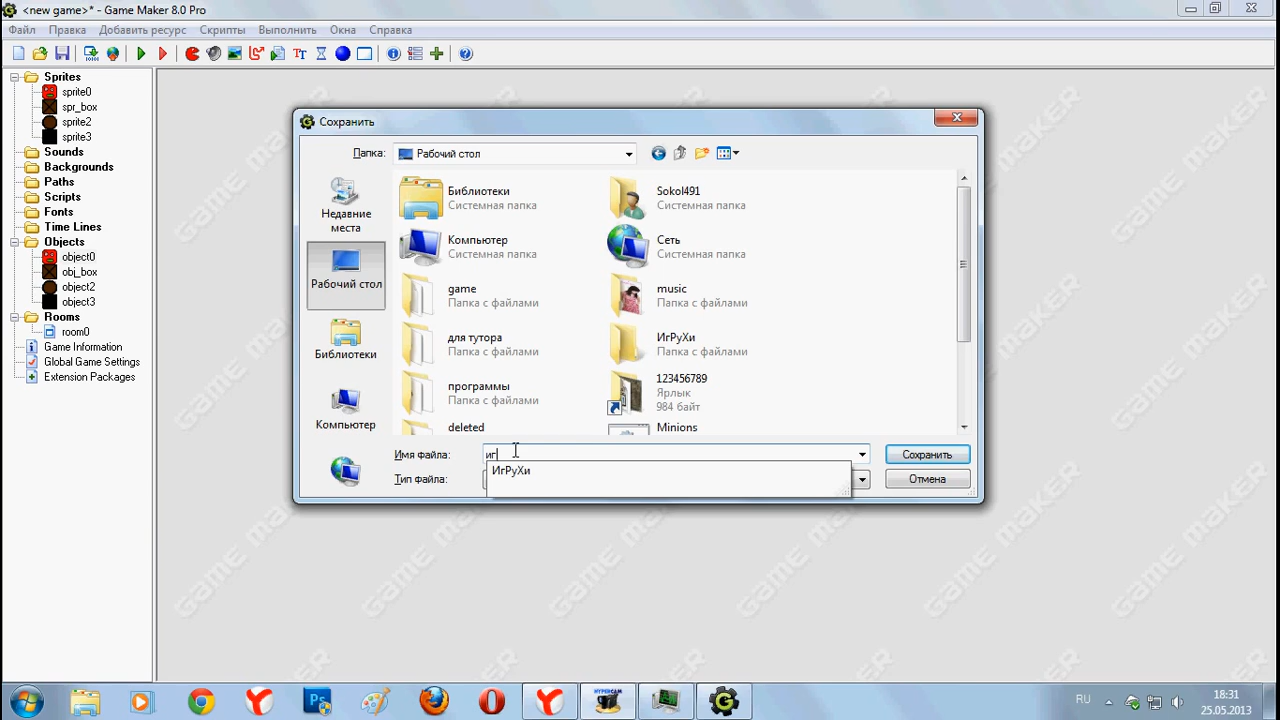 <new game>* - Game Maker 8.0 Pro
Файл Правка Добавить ресурс Скрипты Выполнить Окна Справка
Sprites
sprite0
spr_box
sprite2
sprite3
Sounds
Backgrounds
Paths
Scripts
Fonts
Time Lines
Objects
object0
obj_box
object2
object3
Rooms
room0
Game Information
Global Game Settings
Extension Packages
Сохранить
Папка: Рабочий стол
Недавние
места
Рабочий стол
Библиотеки
Компьютер
Библиотеки
Системная папка
Sokol491
Системная папка
Компьютер
Системная папка
Сеть
Системная папка
game
Папка с файлами
music
Папка с файлами
для тутора
Папка с файлами
ИгРуХи
Папка с файлами
программы
Папка с файлами
123456789
Ярлык
984 байт
deleted
Minions
Имя файла: иг
Сохранить
ИгРуХи
Тип файла:
Отмена
GAME MAKER
HYPERCAM
RU
18:31
25.05.2013